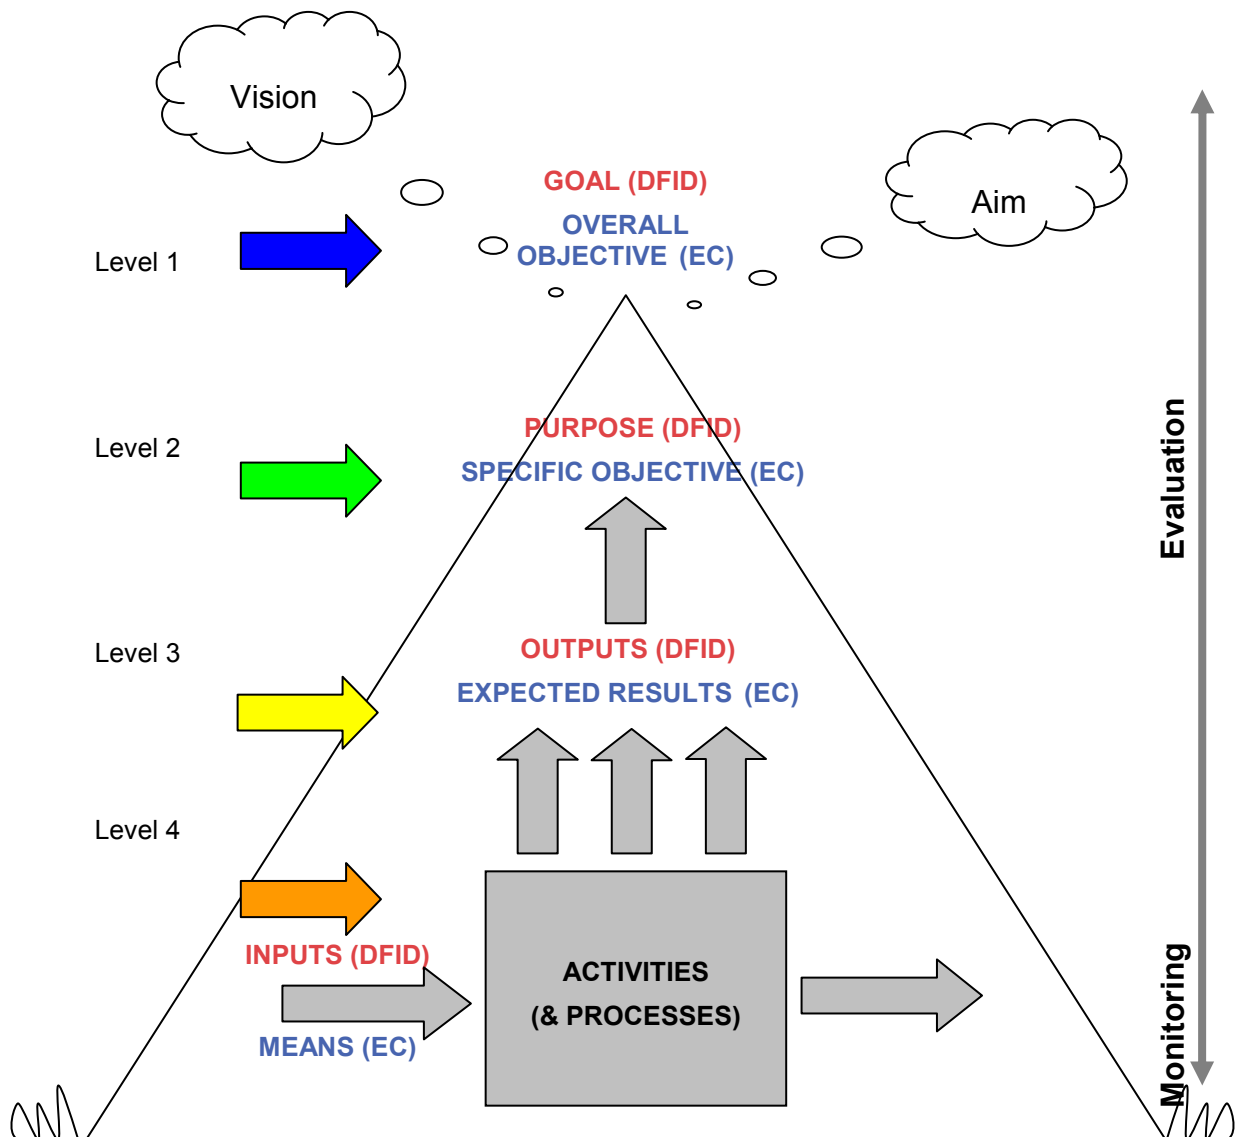 Vision
GOAL (DFID)
Aim
OVERALL
OBJECTIVE (EC)
Level 1
PURPOSE (DFID)
Level 2
SPECIFIC OBJECTIVE (EC)
Evaluation
OUTPUTS (DFID)
Level 3
EXPECTED RESULTS (EC)
Level 4
INPUTS (DFID)
ACTIVITIES
(& PROCESSES)
MEANS (EC)
Monitoring